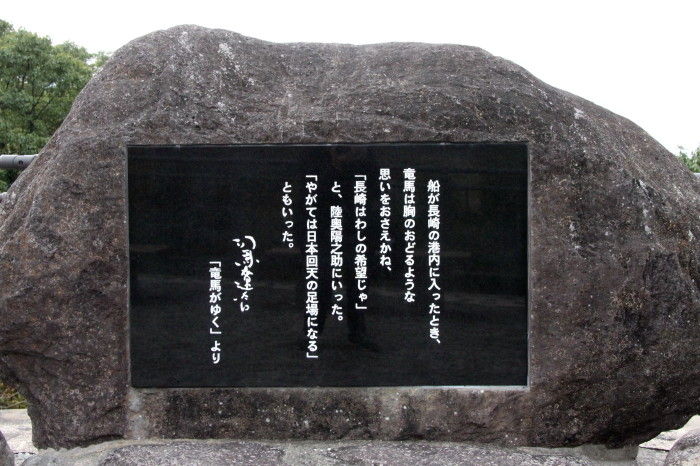 船が長崎の港内に入ったとき、
竜馬は胸のおどるような
思いをおさえかね、
「長崎はわしの希望じゃ」
と、陸奥陽之助にいった。
「やがては日本回天の足場になる」
ともいった。
司馬遼太郎
「竜馬がゆく」より